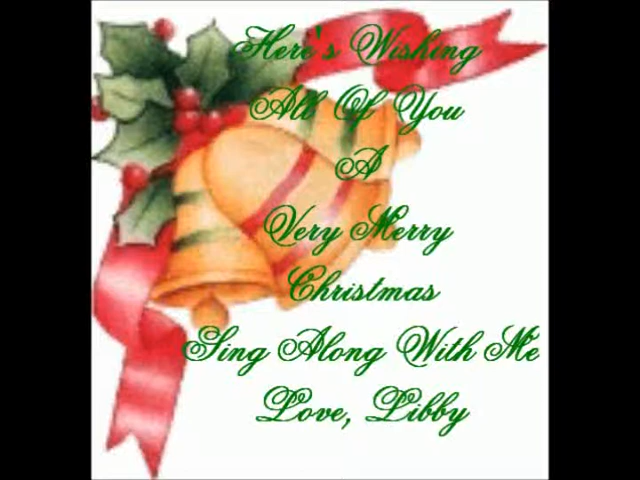 Here's Wishing
All Of You
A
Very Merry
Christmas
Sing Along With Me
Love, Libby